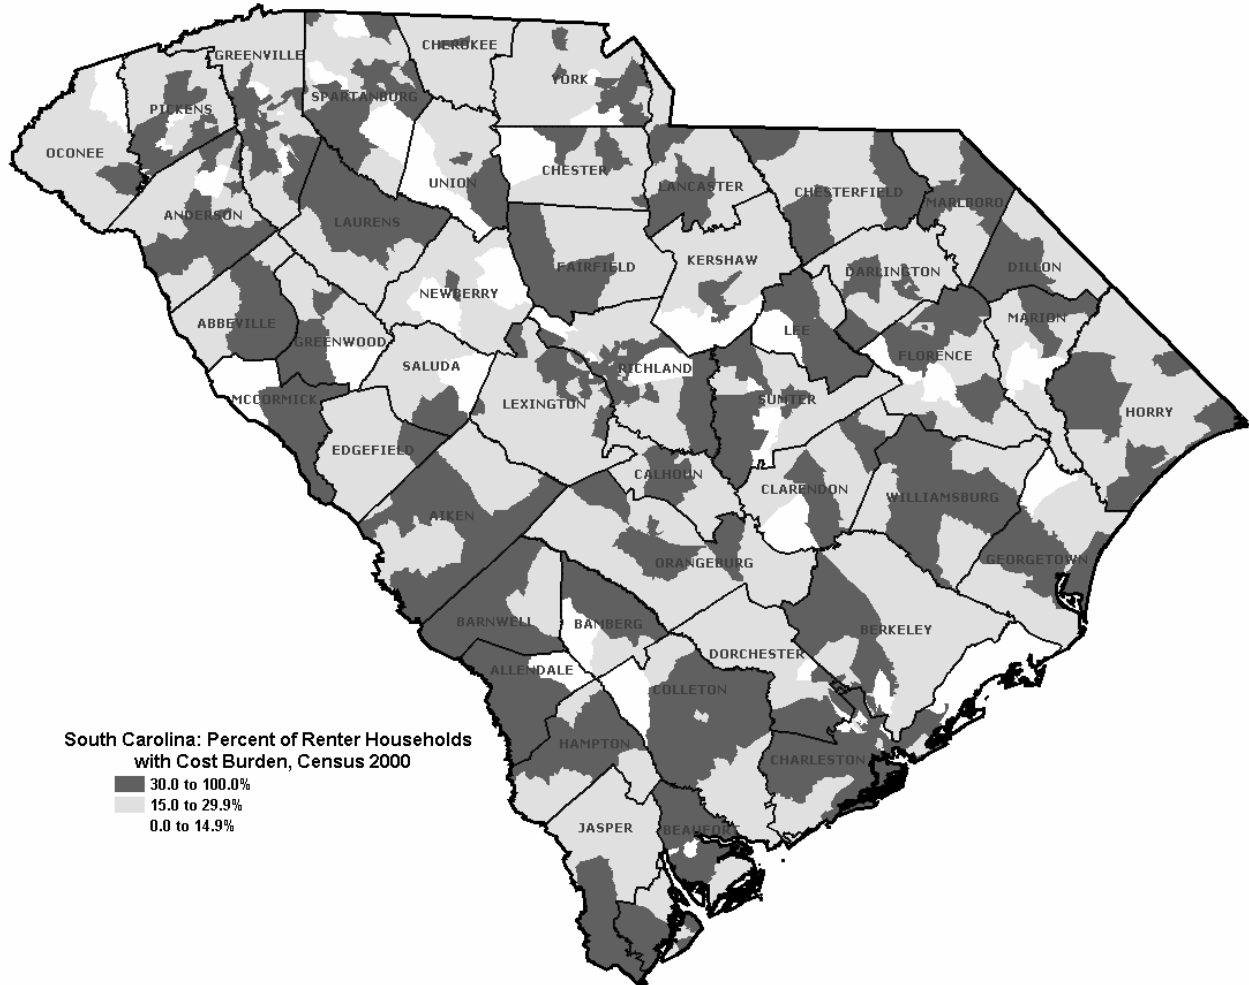 GREENVILLE
CHEROKEE
YORK
SPARTANBURG
PICKENS
OCONEE
UNION
CHESTER
LANCASTER
CHESTERFIELD
MARLBORO
ANDERSON
LAURENS
FAIRFIELD
KERSHAW
DARLINGTON
DILLON
NEWBERRY
ABBEVILLE
GREENWOOD
LEE
MARION
FLORENCE
SALUDA
RICHLAND
MCCORMICK
LEXINGTON
SUMTER
HORRY
EDGEFIELD
CALHOUN
CLARENDON
WILLIAMSBURG
AIKEN
ORANGEBURG
GEORGETOWN
BARNWELL
BAMBERG
BERKELEY
DORCHESTER
ALLENDALE
COLLETON
HAMPTON
CHARLESTON
JASPER
BEAUFORT
South Carolina: Percent of Renter Households
with Cost Burden, Census 2000
30.0 to 100.0%
15.0 to 29.9%
0.0 to 14.9%